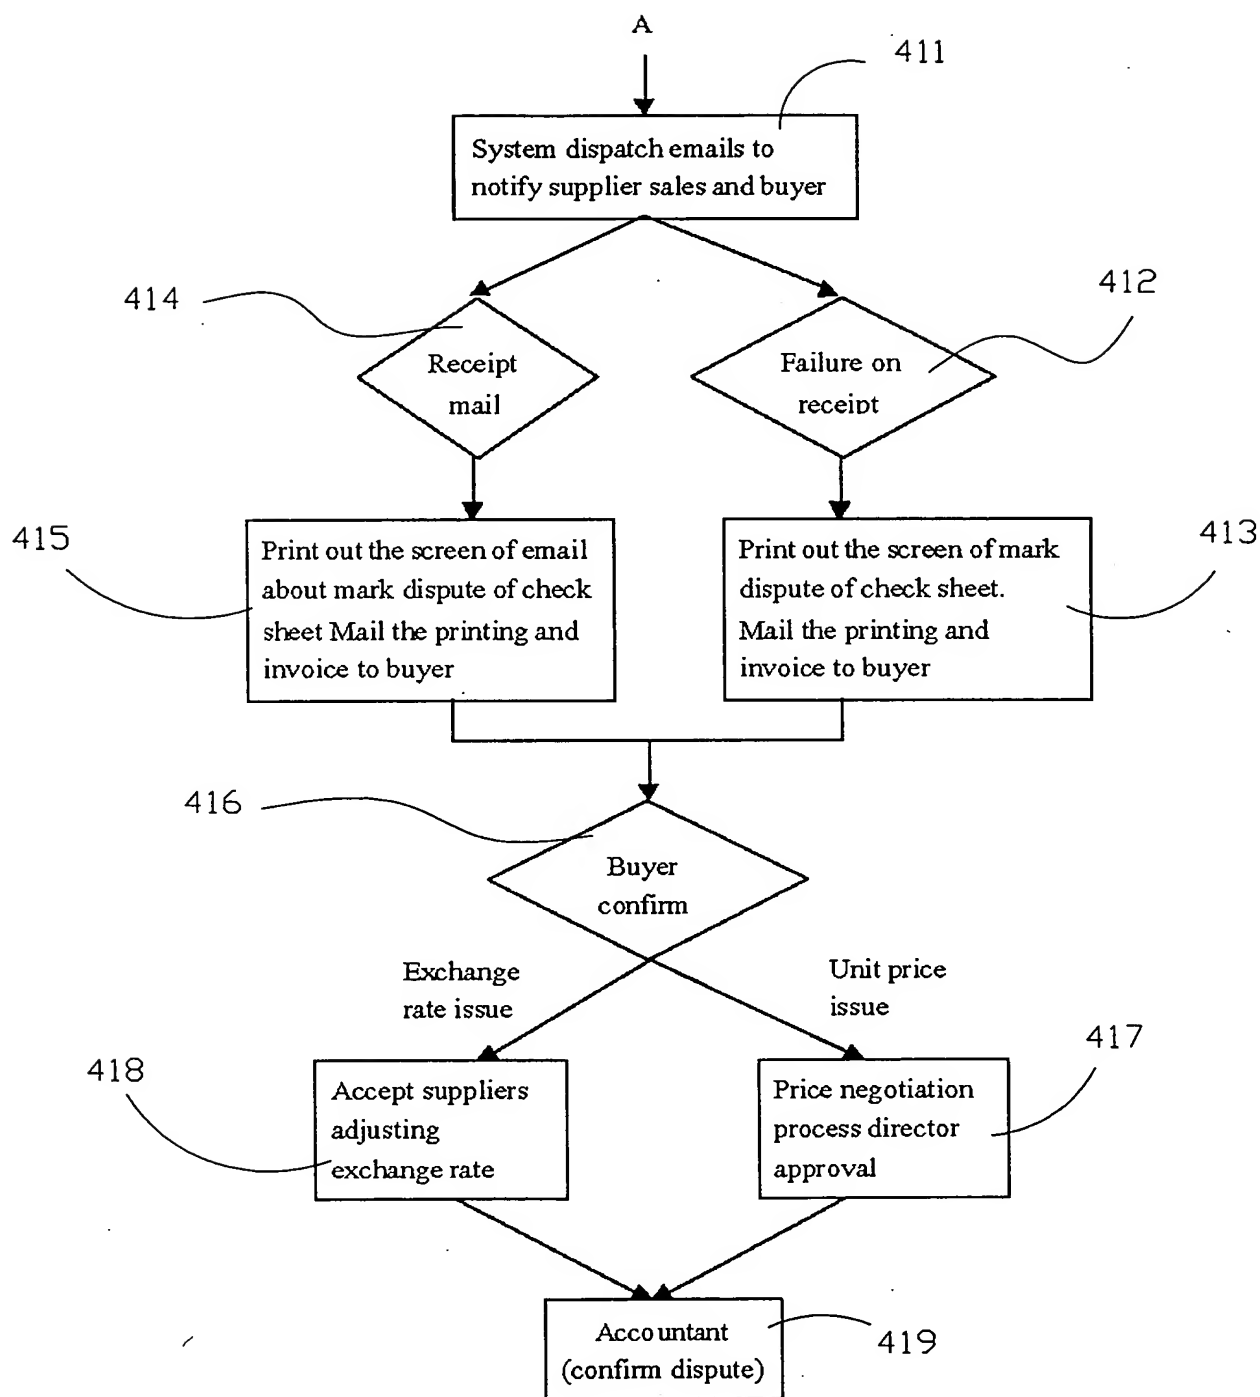 A
411
System dispatch emails to
notify supplier sales and buyer
414
412
Receipt
mail
Failure on
receipt
415
Print out the screen of email
about mark dispute of check
sheet Mail the printing and
invoice to buyer
Print out the screen of mark
dispute of check sheet.
Mail the printing and
invoice to buyer
413
416
Buyer
confirm
Exchange
rate issue
Unit price
issue
418
Accept suppliers
adjusting
exchange rate
Price negotiation
process director
approval
417
Accountant
(confirm dispute)
419